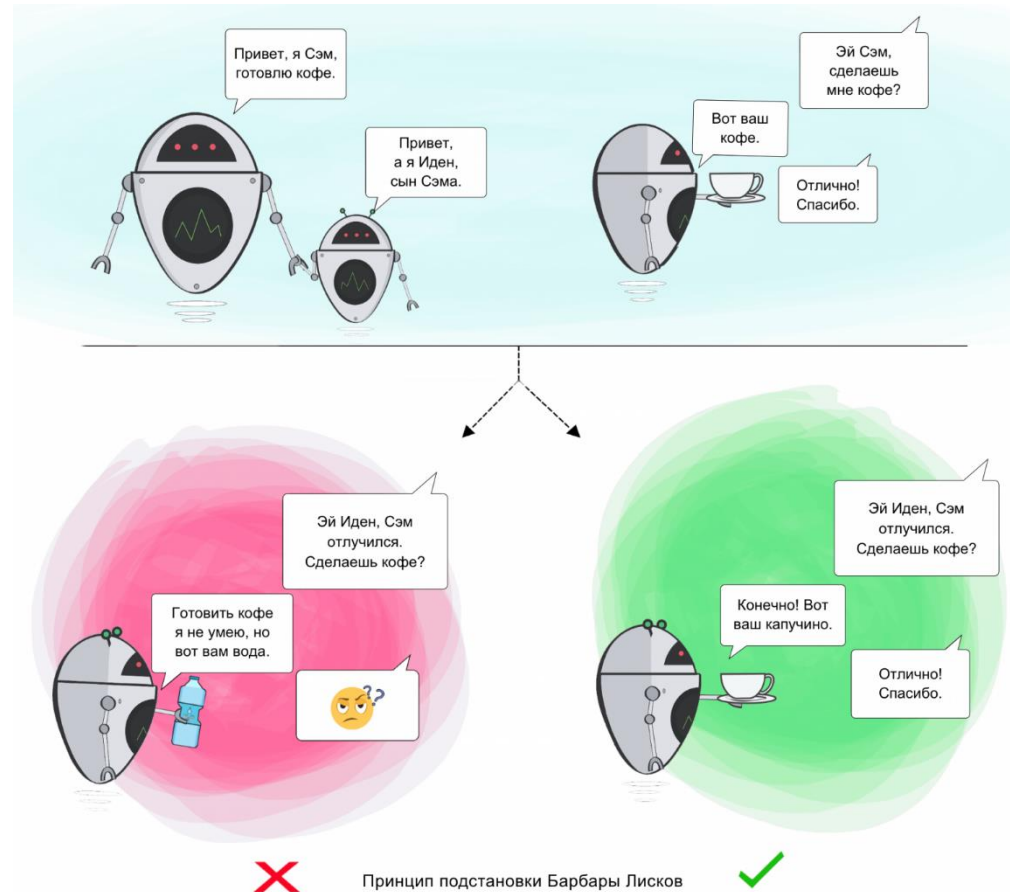 Привет, я Сэм,
готовлю кофе.
Привет,
а я Иден,
сын Сэма.
Эй Сэм,
сделаешь
мне кофе?
Вот ваш
кофе.
Отлично!
Спасибо.
Эй Иден, Сэм
отлучился.
Сделаешь кофе?
Готовить кофе
я не умею, но
вот вам вода.
??
Эй Иден, Сэм
отлучился.
Сделаешь кофе?
Конечно! Вот
ваш капучино.
Отлично!
Спасибо.
Принцип подстановки Барбары Лисков